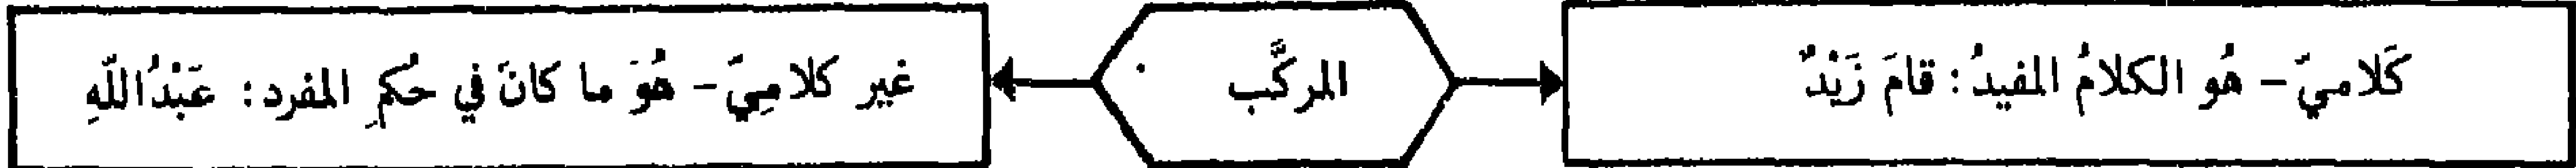 كَلاميّ - هُو الكلامُ المفيدُ: قامَ زَيْدٌ
المركَّب
غير كلامِيّ - هُوَ ما كانَ في حُكمِ المفرد: عَبْدُاللّهِ